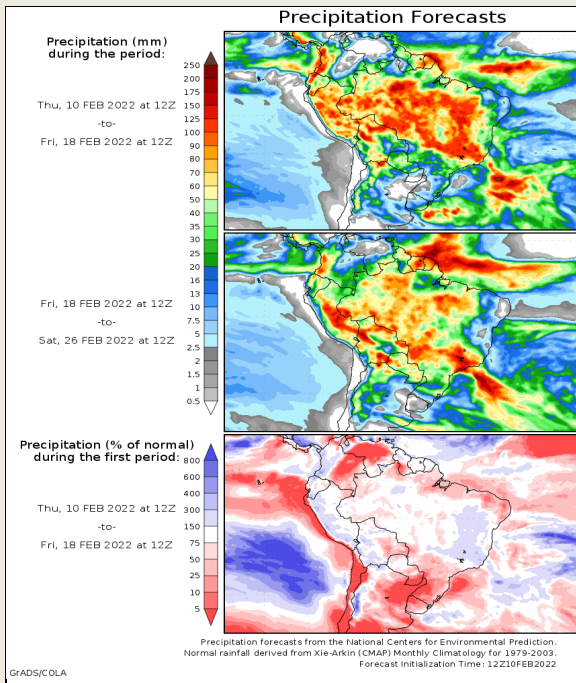 Precipitation Forecasts
Precipitation (mm)
during the period:
Thu, 10 FEB 2022 at 12Z
-to-
Fri, 18 FEB 2022 at 12Z
250
200
175
150
125
100
90
80
70
60
50
40
35
30
25
20
16
13
10
7.5
5
2.5
2
1.5
1
0.5
Fri, 18 FEB 2022 at 12Z
-to-
Sat, 26 FEB 2022 at 12Z
Precipitation (% of normal)
during the first period:
Thu, 10 FEB 2022 at 12Z
-to-
Fri, 18 FEB 2022 at 12Z
800
600
400
300
150
75
50
25
10
5
Precipitation forecasts from the National Centers for Environmental Prediction.
Normal rainfall derived from Xie-Arkin (CMAP) Monthly Climatology for 1979-2003.
Forecast Initialization Time: 12Z10FEB2022
GrADS/COLA